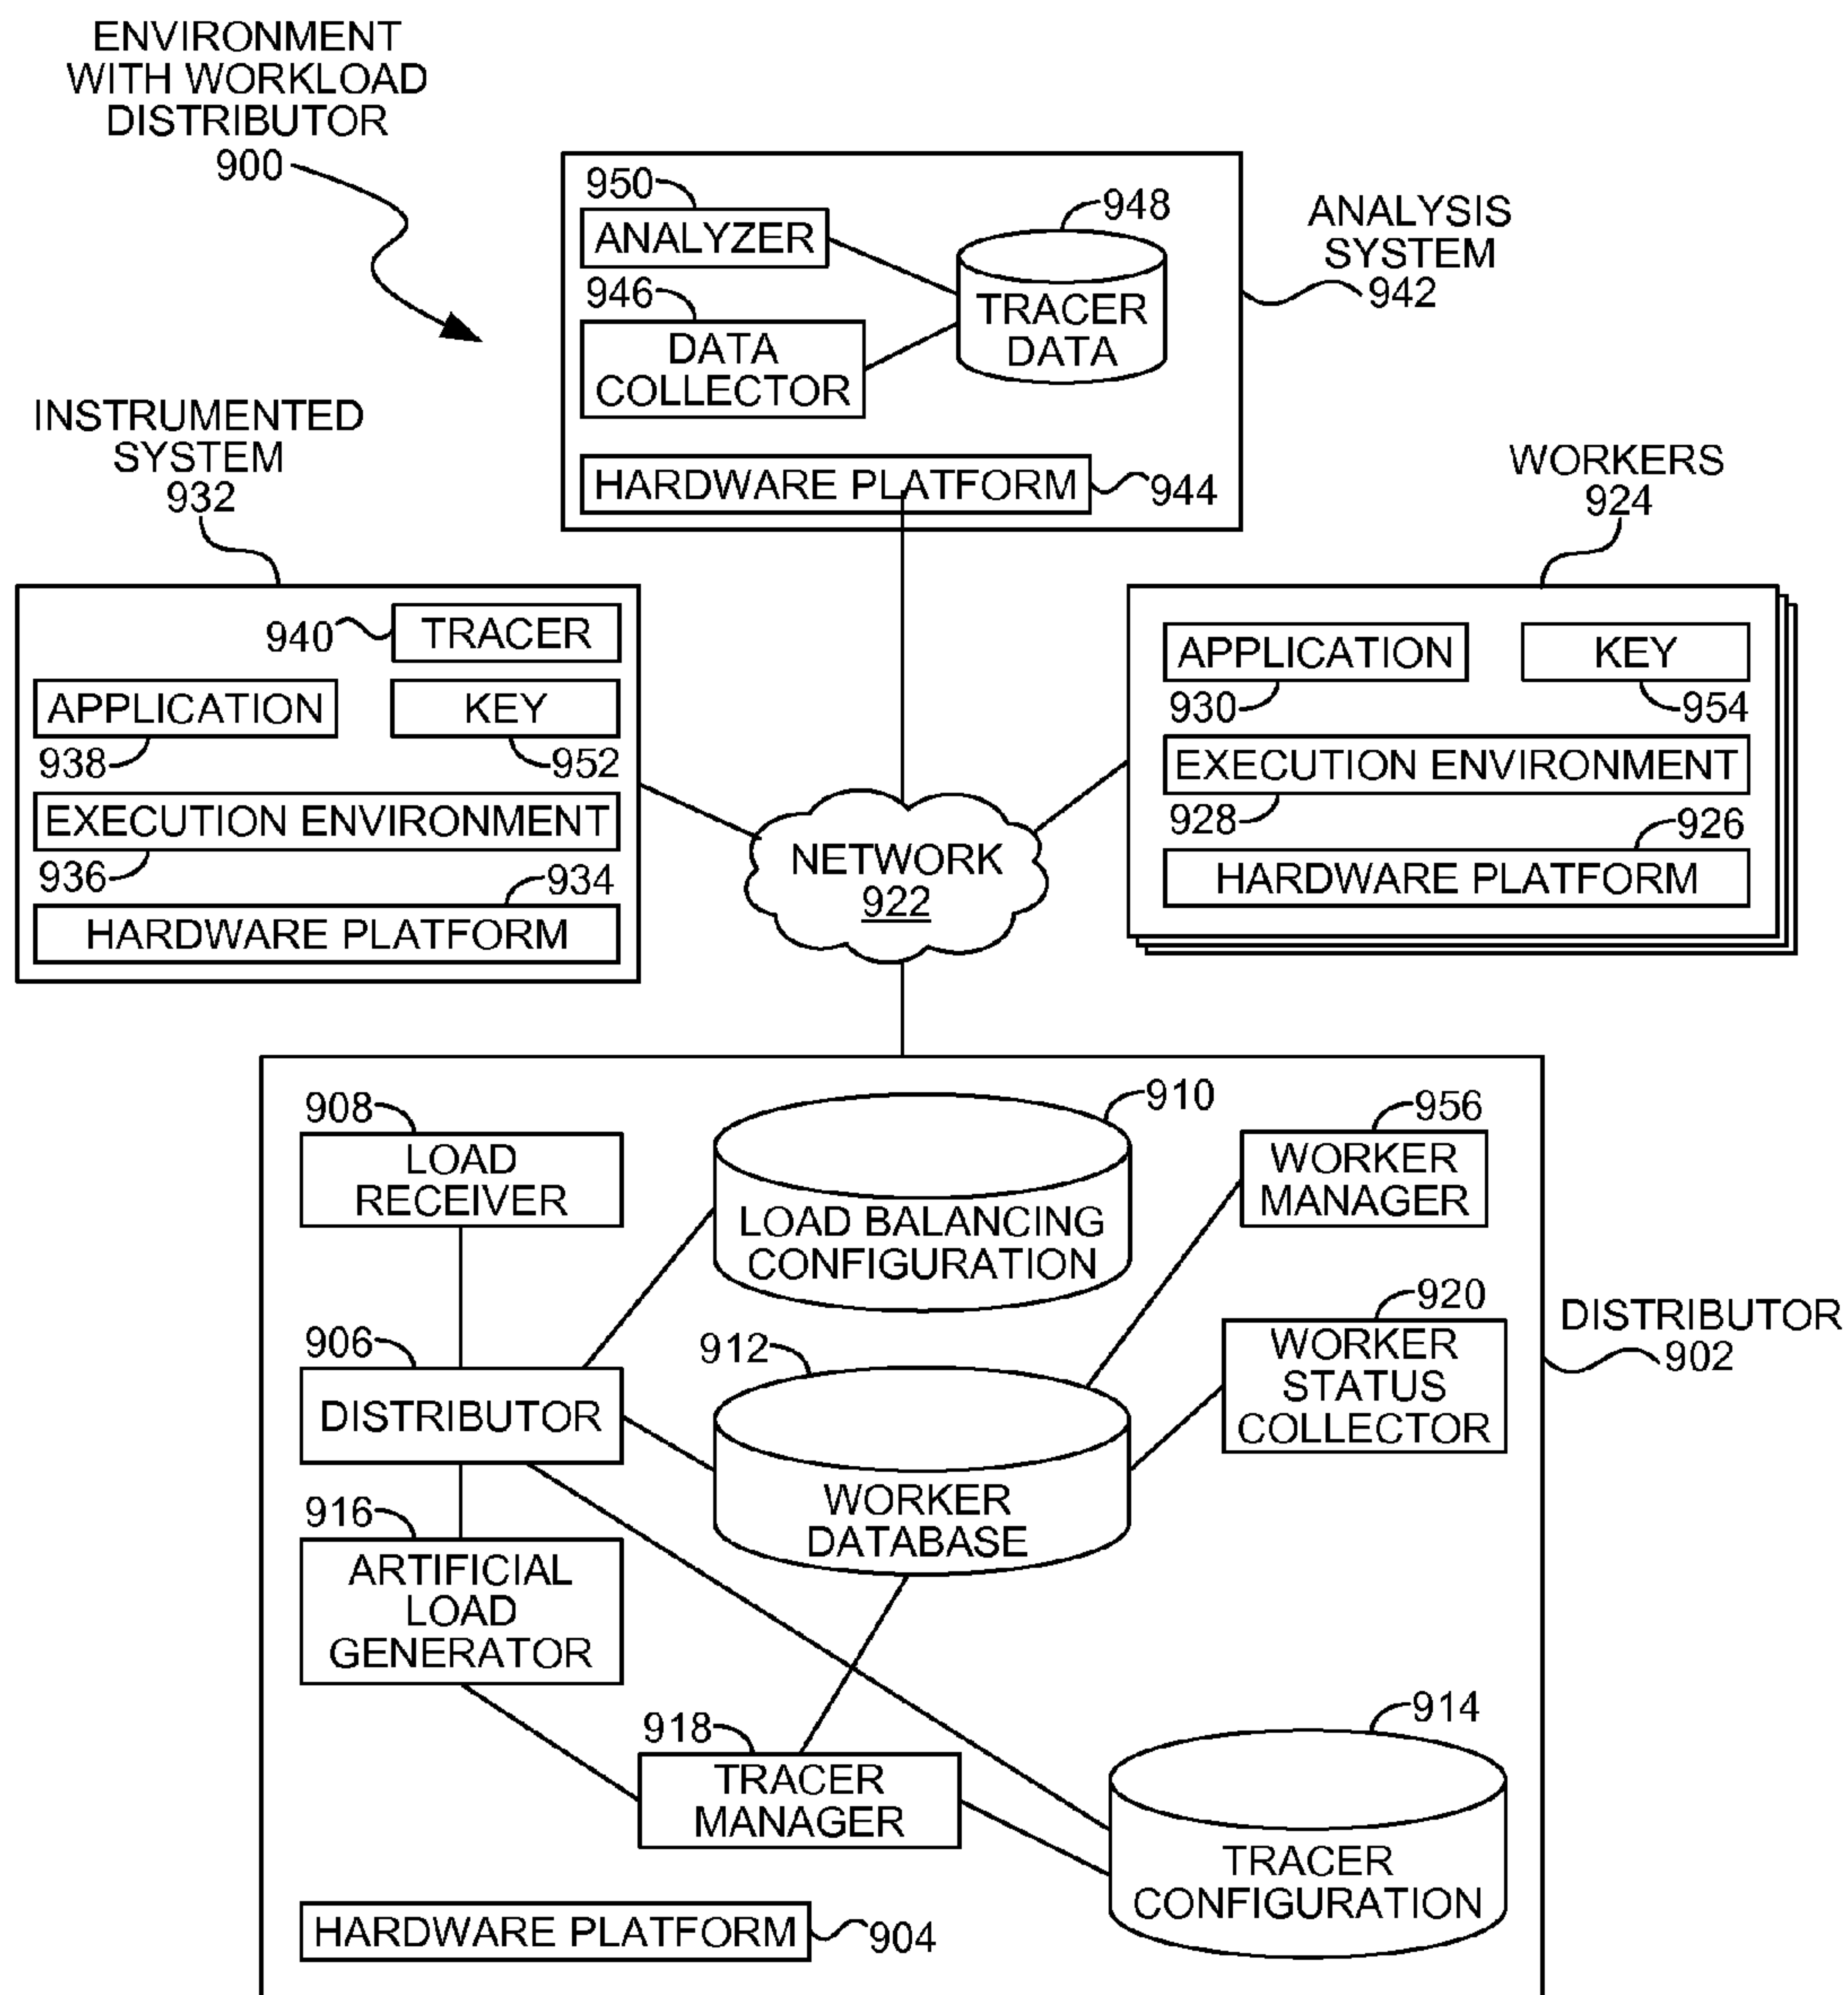 ENVIRONMENT
WITH WORKLOAD
DISTRIBUTOR
900
950
ANALYZER
948
TRACER
DATA
946
DATA
COLLECTOR
HARDWARE PLATFORM
944
ANALYSIS
SYSTEM
942
INSTRUMENTED
SYSTEM
932
940
TRACER
APPLICATION
938
KEY
952
EXECUTION ENVIRONMENT
936
934
HARDWARE PLATFORM
WORKERS
924
APPLICATION
930
KEY
954
EXECUTION ENVIRONMENT
928
926
HARDWARE PLATFORM
NETWORK
922
908
LOAD
RECEIVER
910
LOAD BALANCING
CONFIGURATION
956
WORKER
MANAGER
906
DISTRIBUTOR
912
WORKER
DATABASE
920
WORKER
STATUS
COLLECTOR
DISTRIBUTOR
902
916
ARTIFICIAL
LOAD
GENERATOR
918
TRACER
MANAGER
914
TRACER
CONFIGURATION
HARDWARE PLATFORM
904